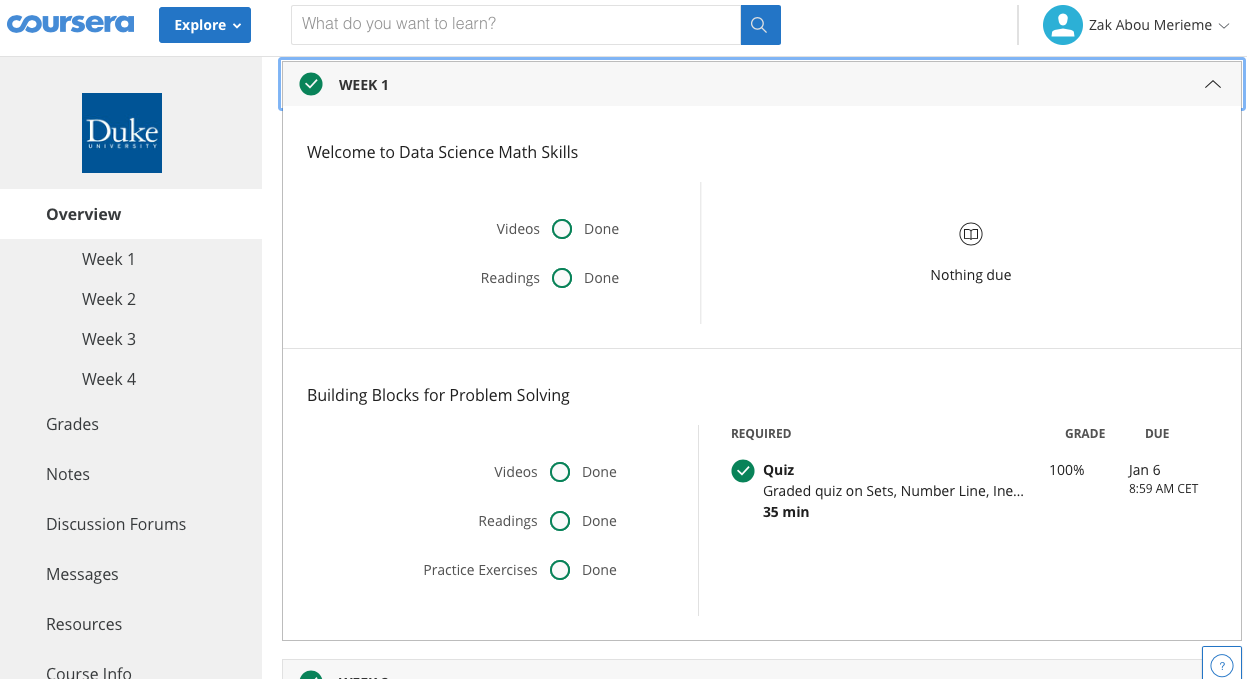 coursera
Explore
What do you want to learn?
Zak Abou Merieme
Duke
UNIVERSITY
Overview
Week 1
Week 2
Week 3
Week 4
Grades
Notes
Discussion Forums
Messages
Resources
Course Info
WEEK 1
Welcome to Data Science Math Skills
Videos Done
Readings Done
Nothing due
Building Blocks for Problem Solving
Videos Done
Readings Done
Practice Exercises Done
REQUIRED GRADE DUE
Quiz 100% Jan 6
Graded quiz on Sets, Number Line, Ine... 8:59 AM CET
35 min
?